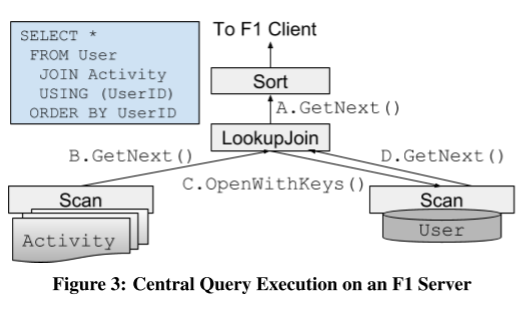 SELECT *
FROM User
JOIN Activity
USING (UserID)
ORDER BY UserID
To F1 Client
Sort
A.GetNext()
LookupJoin
B.GetNext()
D.GetNext()
C.OpenWithKeys()
Scan
Scan
Activity
User
Figure 3: Central Query Execution on an F1 Server